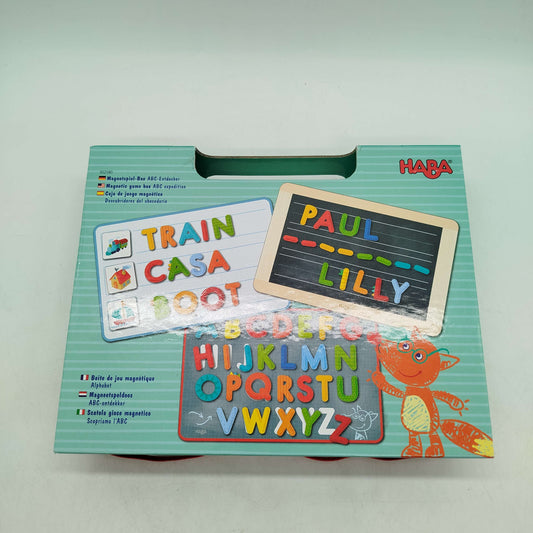 HABA
Magnetspiel-Box ABC-Entdecker
Magnetic game box ABC expedition
Caja de juego magnético
Descubridores del abecedario
TRAIN
CASA
BOOT
PAUL
LILLY
ABCDEFG
HIJKLMN
OPQRSTU
VWXYZ
Z
Boîte de jeu magnétique
Alphabet
Magneetspeldoos
ABC-ontdekker
Scatola gioco magnetico
Scopriamo l'ABC